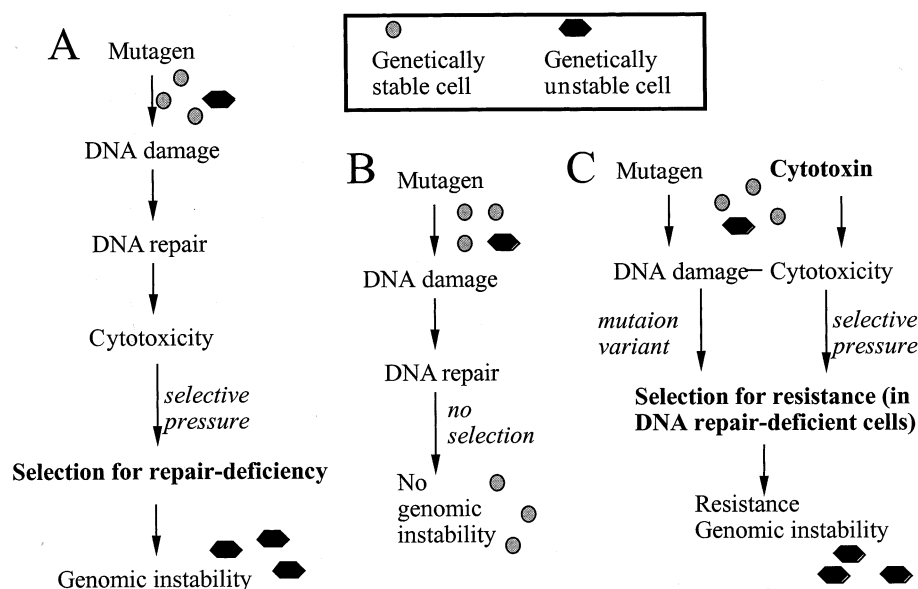 A
Mutagen
DNA damage
DNA repair
Cytotoxicity
selective
pressure
Selection for repair-deficiency
Genomic instability
Genetically
stable cell
Genetically
unstable cell
B
Mutagen
DNA damage
DNA repair
no
selection
No
genomic
instability
C
Mutagen
Cytotoxin
DNA damage
Cytotoxicity
mutaion
variant
selective
pressure
Selection for resistance (in
DNA repair-deficient cells)
Resistance
Genomic instability